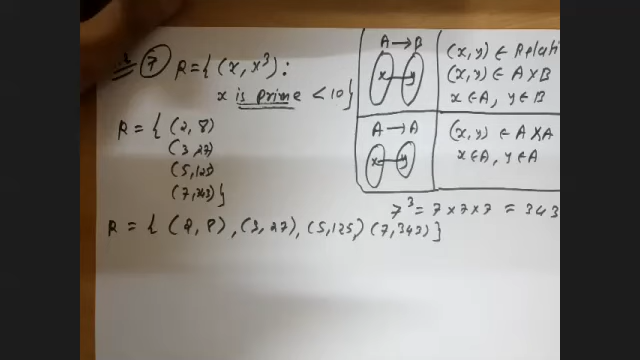 ⑦ R = { (x, x³) :
x is prime < 10 }
R = { (2, 8)
(3, 27)
(5, 125)
(7, 343) }
R = { (2, 8), (3, 27), (5, 125,) (7, 343) }
A → B
x y
(x, y) ∈ Relati
(x, y) ∈ A × B
x ∈ A, y ∈ B
A → A
x y
(x, y) ∈ A × A
x ∈ A, y ∈ A
7³ = 7 × 7 × 7 = 343